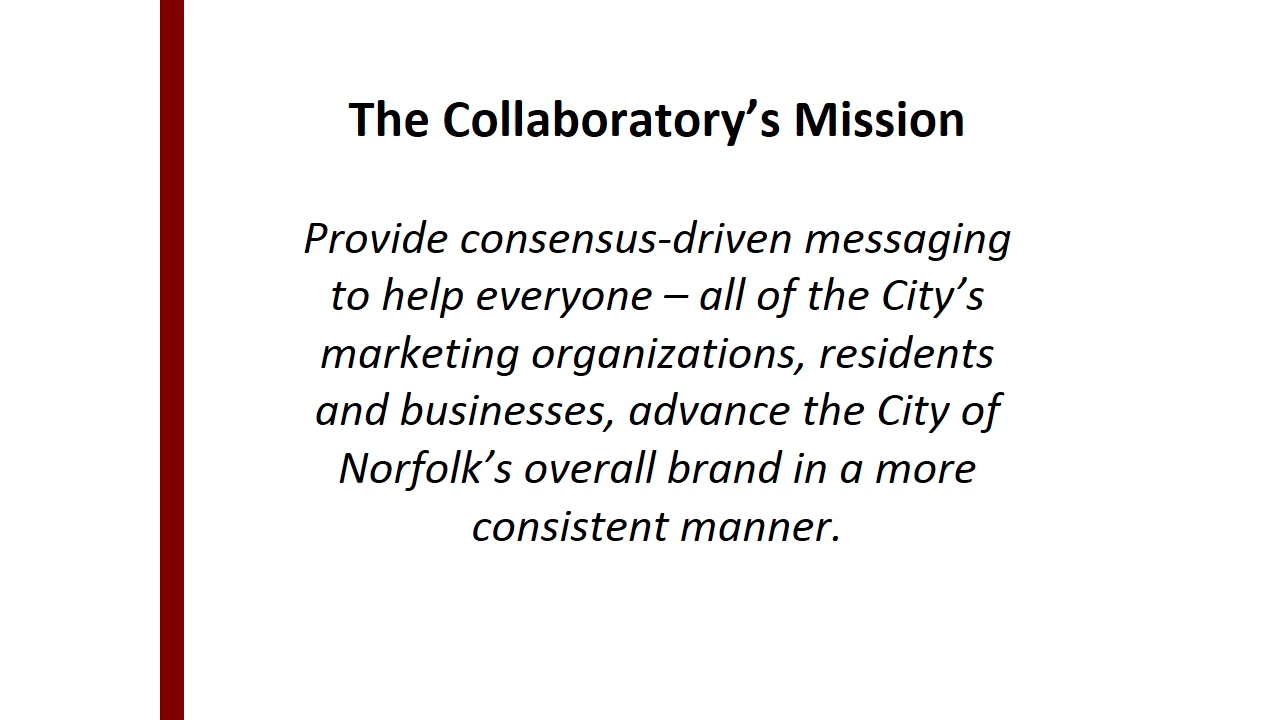 The Collaboratory’s Mission
Provide consensus-driven messaging
to help everyone – all of the City’s
marketing organizations, residents
and businesses, advance the City of
Norfolk’s overall brand in a more
consistent manner.